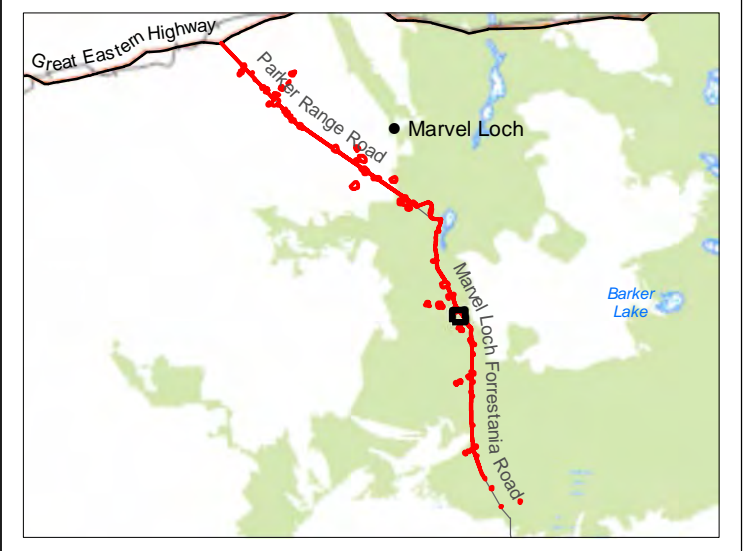 Great Eastern Highway
Parker Range Road
Marvel Loch
Marvel Loch Forrestania Road
Barker
Lake